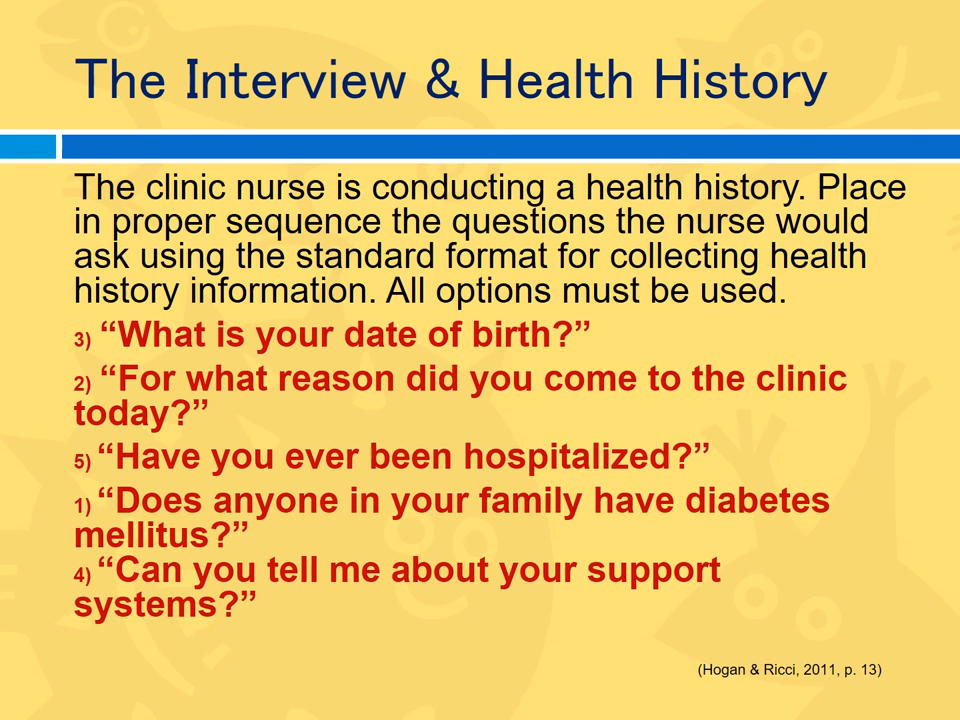 The Interview & Health History
The clinic nurse is conducting a health history. Place
in proper sequence the questions the nurse would
ask using the standard format for collecting health
history information. All options must be used.
3) “What is your date of birth?”
2) “For what reason did you come to the clinic
today?”
5) “Have you ever been hospitalized?”
1) “Does anyone in your family have diabetes
mellitus?”
4) “Can you tell me about your support
systems?”
(Hogan & Ricci, 2011, p. 13)